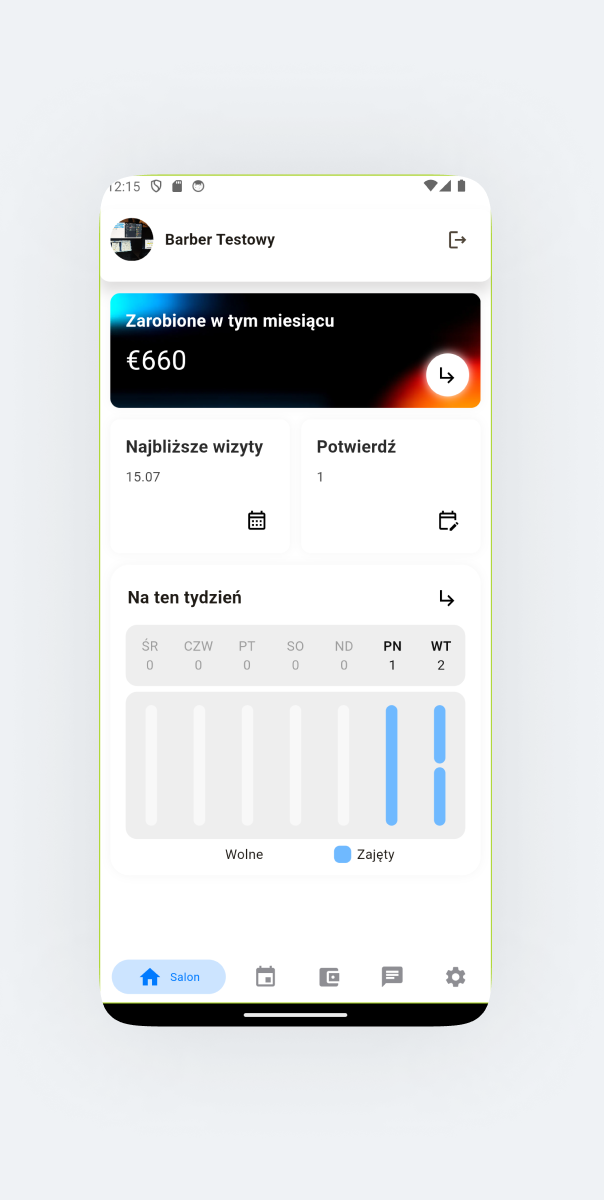 12:15
Barber Testowy
Zarobione w tym miesiącu
€660
Najbliższe wizyty
15.07
Potwierdź
1
Na ten tydzień
ŚR CZW PT SO ND PN WT
0 0 0 0 0 1 2
Wolne Zajęty
Salon